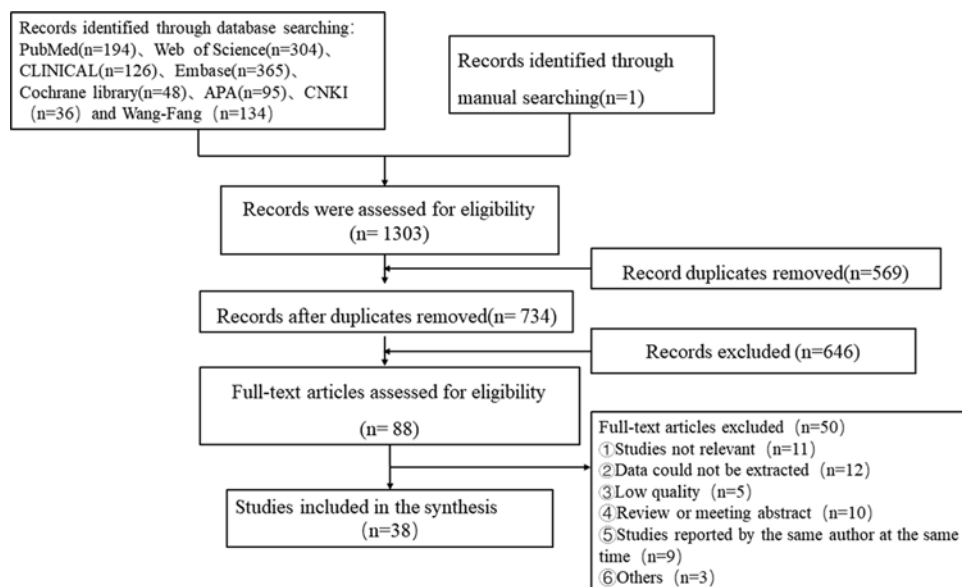 Records identified through database searching：
PubMed(n=194)、Web of Science(n=304)、
CLINICAL(n=126)、Embase(n=365)、
Cochrane library(n=48)、APA(n=95)、CNKI
（n=36）and Wang-Fang（n=134）
Records identified through
manual searching(n=1)
Records were assessed for eligibility
(n= 1303)
Record duplicates removed(n=569)
Records after duplicates removed(n= 734)
Records excluded (n=646)
Full-text articles assessed for eligibility
(n= 88)
Full-text articles excluded（n=50）
①Studies not relevant（n=11）
②Data could not be extracted（n=12）
③Low quality（n=5）
④Review or meeting abstract（n=10）
⑤Studies reported by the same author at the same
time（n=9）
⑥Others（n=3）
Studies included in the synthesis
(n=38)